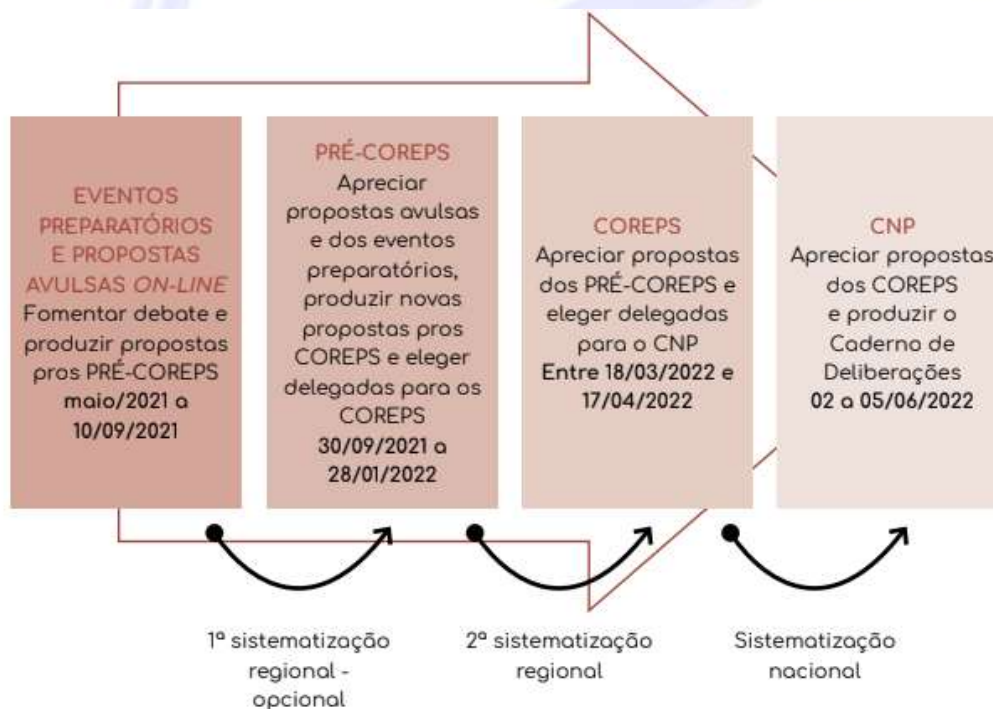 EVENTOS
PREPARATÓRIOS
E PROPOSTAS
AVULSAS ON-LINE
Fomentar debate e
produzir propostas
pros PRÉ-COREPS
maio/2021 a
10/09/2021
PRÉ-COREPS
Apreciar
propostas avulsas
e dos eventos
preparatórios,
produzir novas
propostas pros
COREPS e eleger
delegadas para os
COREPS
30/09/2021 a
28/01/2022
COREPS
Apreciar propostas
dos PRÉ-COREPS e
eleger delegadas
para o CNP
Entre 18/03/2022 e
17/04/2022
CNP
Apreciar propostas
dos COREPS
e produzir o
Caderno de
Deliberações
02 a 05/06/2022
1ª sistematização
regional -
opcional
2ª sistematização
regional
Sistematização
nacional